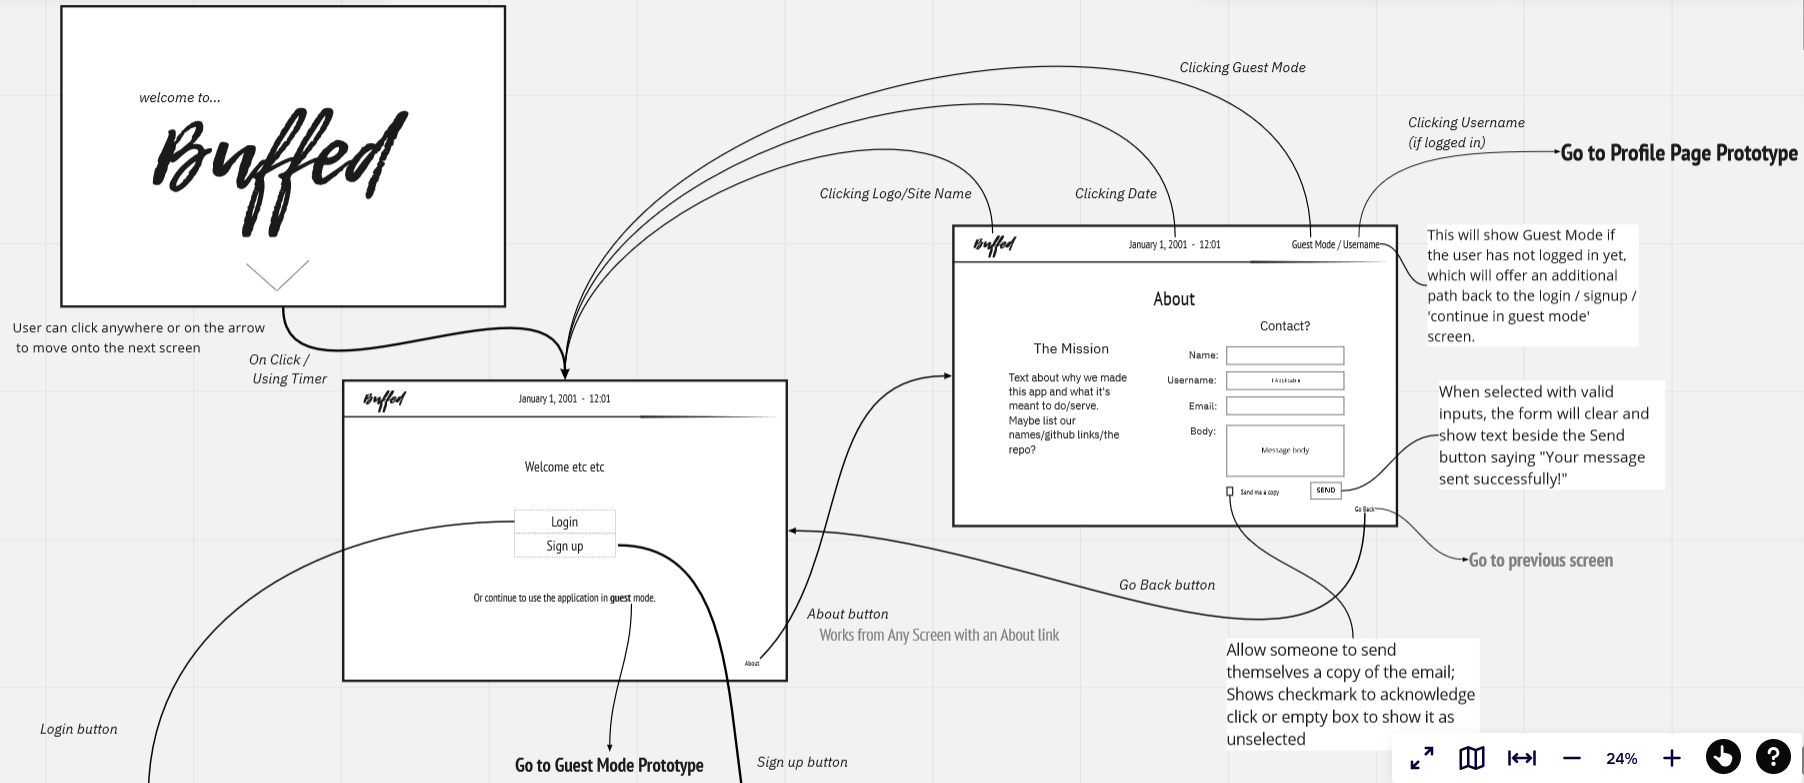 welcome to...
Buffed
User can click anywhere or on the arrow
to move onto the next screen
On Click /
Using Timer
Buffed
January 1, 2001 - 12:01
Welcome etc etc
Login
Sign up
Or continue to use the application in guest mode.
About
Login button
Go to Guest Mode Prototype
Sign up button
About button
Works from Any Screen with an About link
Clicking Logo/Site Name
Clicking Date
Clicking Guest Mode
Clicking Username
(if logged in)
Go to Profile Page Prototype
Buffed
January 1, 2001 - 12:01
Guest Mode / Username
About
The Mission
Text about why we made
this app and what it's
meant to do/serve.
Maybe list our
names/github links/the
repo?
Contact?
Name:
Username:
Email:
Body:
Message body
Send me a copy
SEND
Go Back
This will show Guest Mode if
the user has not logged in yet,
which will offer an additional
path back to the login / signup /
'continue in guest mode'
screen.
When selected with valid
inputs, the form will clear and
show text beside the Send
button saying "Your message
sent successfully!"
Go to previous screen
Go Back button
Allow someone to send
themselves a copy of the email;
Shows checkmark to acknowledge
click or empty box to show it as
unselected
24%
?